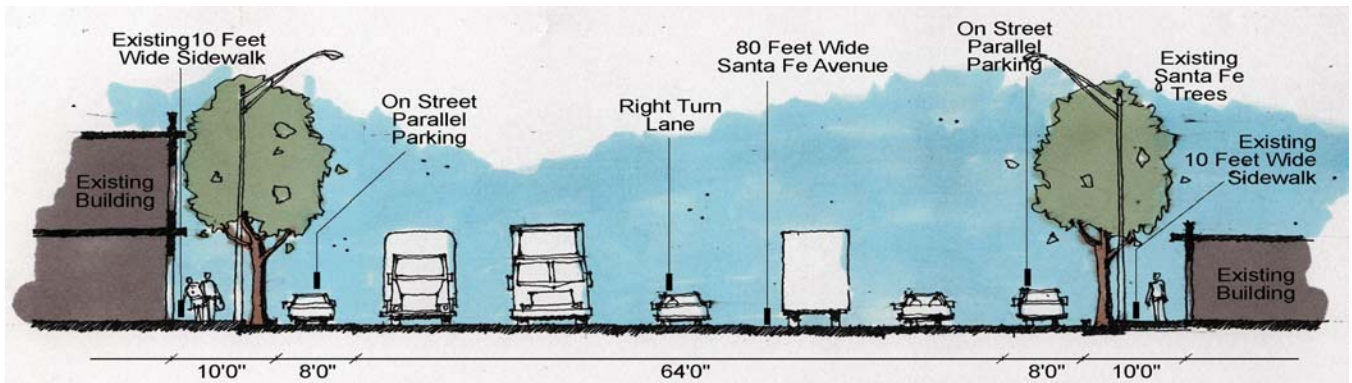 Existing10 Feet
Wide Sidewalk
On Street
Parallel
Parking
Right Turn
Lane
80 Feet Wide
Santa Fe Avenue
On Street
Parallel
Parking
Existing
Santa Fe
Trees
Existing
10 Feet Wide
Sidewalk
Existing
Building
Existing
Building
10'0"
8'0"
64'0"
8'0"
10'0"